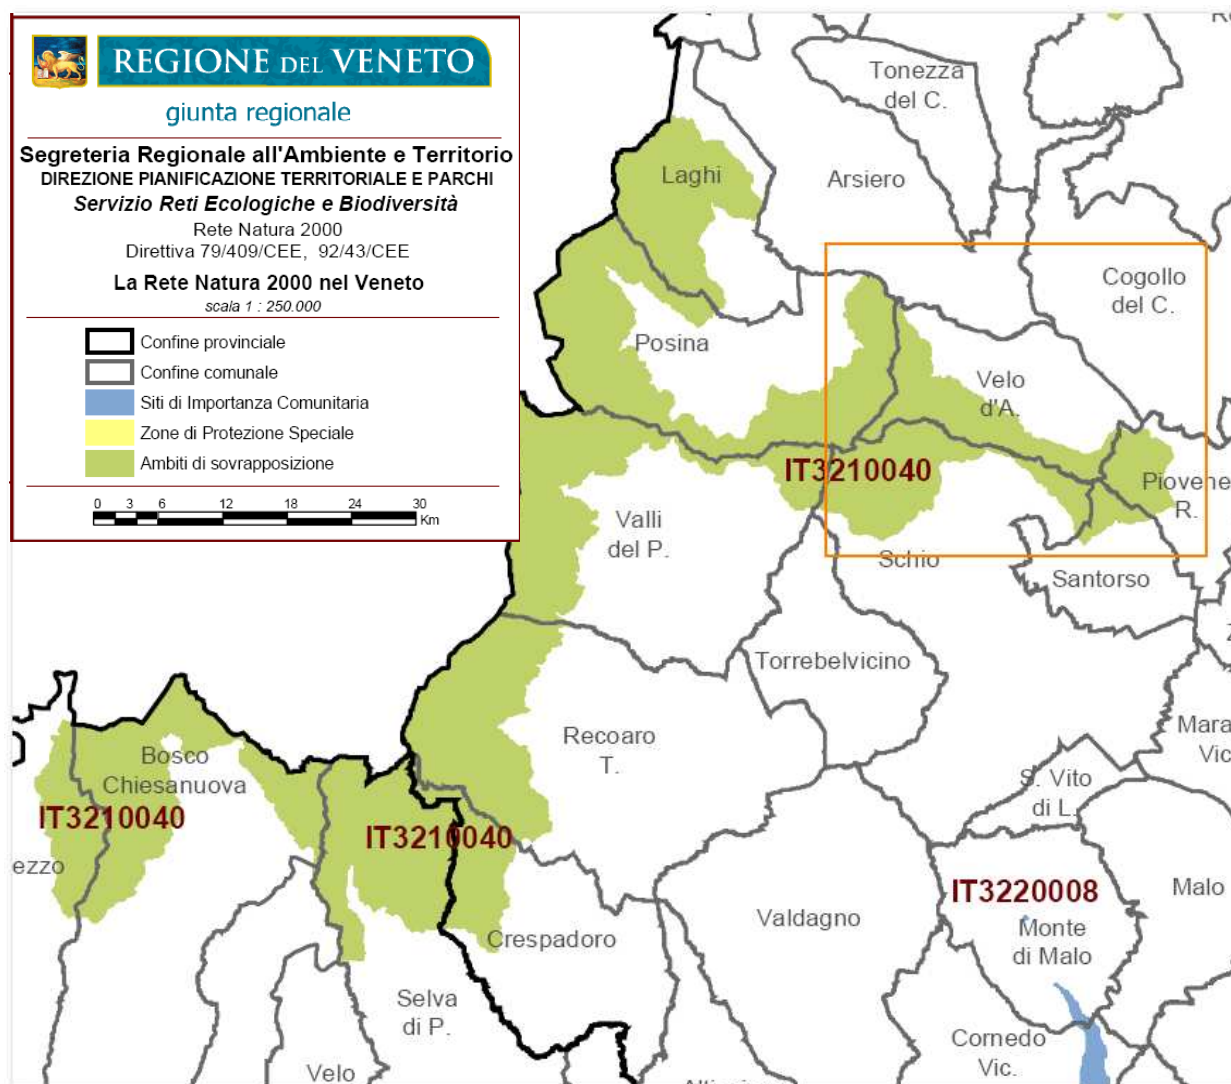 REGIONE DEL VENETO
giunta regionale
Segreteria Regionale all'Ambiente e Territorio
DIREZIONE PIANIFICAZIONE TERRITORIALE E PARCHI
Servizio Reti Ecologiche e Biodiversità
Rete Natura 2000
Direttiva 79/409/CEE, 92/43/CEE
La Rete Natura 2000 nel Veneto
scala 1 : 250.000
Confine provinciale
Confine comunale
Siti di Importanza Comunitaria
Zone di Protezione Speciale
Ambiti di sovrapposizione
0 3 6 12 18 24 30
Km
Tonezza
del C.
Laghi
Arsiero
Cogollo
del C.
Posina
Velo
d'A.
IT3210040
Piovene
R.
Valli
del P.
Schio
Santorso
Torrebelvicino
Recoaro
T.
Mara
Vic
Bosco
Chiesanuova
S. Vito
di L.
IT3210040
IT3210040
ezzo
IT3220008
Malo
Valdagno
Monte
di Malo
Crespadoro
Selva
di P.
Cornedo
Vic.
Velo